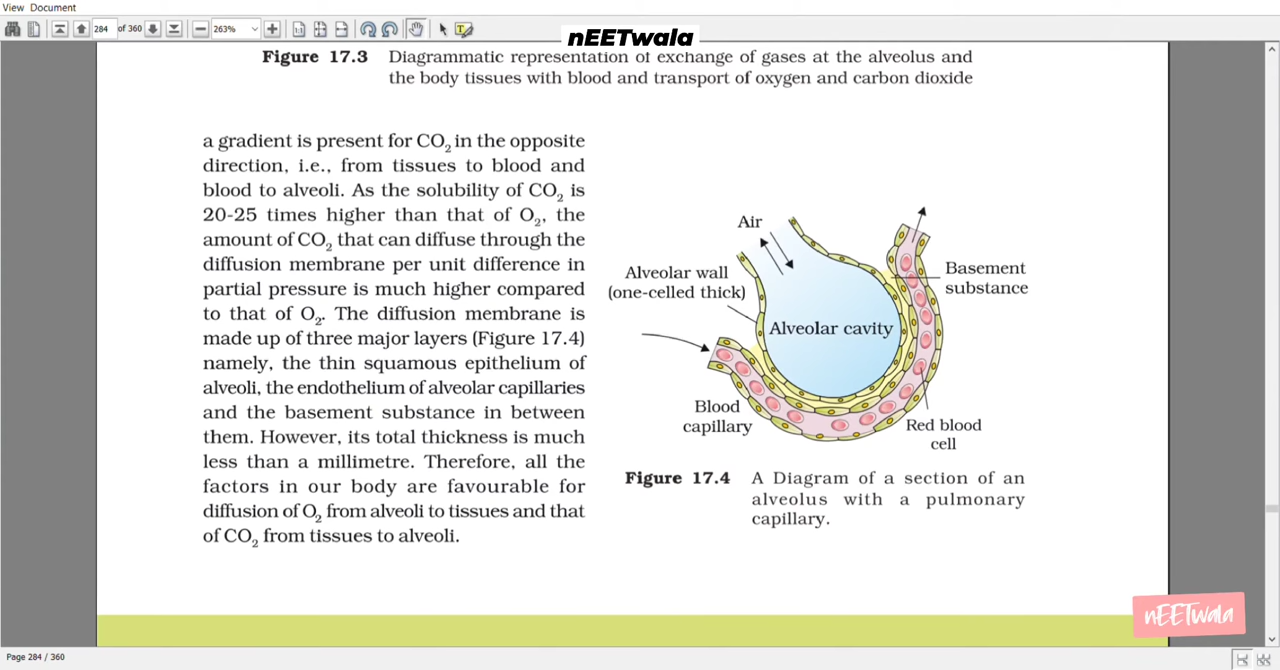 View Document
284 of 360 263%
nEETwala
Figure 17.3 Diagrammatic representation of exchange of gases at the alveolus and
the body tissues with blood and transport of oxygen and carbon dioxide
a gradient is present for CO₂ in the opposite
direction, i.e., from tissues to blood and
blood to alveoli. As the solubility of CO₂ is
20-25 times higher than that of O₂, the
amount of CO₂ that can diffuse through the
diffusion membrane per unit difference in
partial pressure is much higher compared
to that of O₂. The diffusion membrane is
made up of three major layers (Figure 17.4)
namely, the thin squamous epithelium of
alveoli, the endothelium of alveolar capillaries
and the basement substance in between
them. However, its total thickness is much
less than a millimetre. Therefore, all the
factors in our body are favourable for
diffusion of O₂ from alveoli to tissues and that
of CO₂ from tissues to alveoli.
Air
Alveolar wall
(one-celled thick)
Basement
substance
Alveolar cavity
Blood
capillary
Red blood
cell
Figure 17.4 A Diagram of a section of an
alveolus with a pulmonary
capillary.
nEETwala
Page 284 / 360